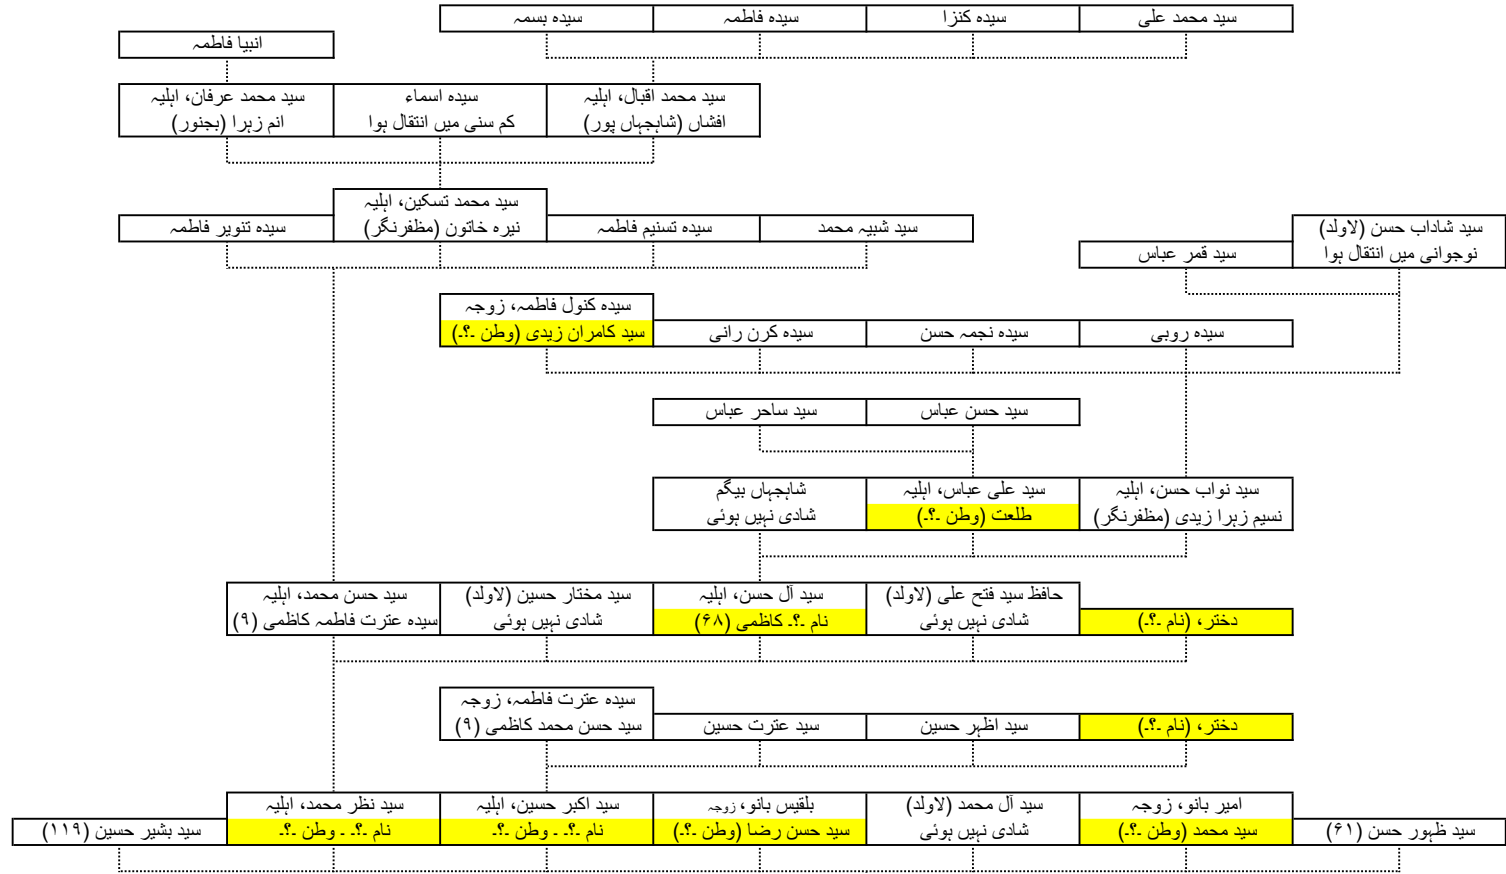 سید محمد علی
سیدہ کنزا
سیدہ فاطمہ
سیدہ بسمہ
انبیا فاطمہ
سید محمد اقبال، اہلیہ
افشاں (شاہجہاں پور)
سیدہ اسماء
کم سنی میں انتقال ہوا
سید محمد عرفان، اہلیہ
انم زہرا (بجنور)
سید شاداب حسن (لاولد)
نوجوانی میں انتقال ہوا
سید قمر عباس
سید شبیہ محمد
سیدہ تسنیم فاطمہ
سید محمد تسکین، اہلیہ
نیرہ خاتون (مظفرنگر)
سیدہ تنویر فاطمہ
سیدہ روبی
سیدہ نجمہ حسن
سیدہ کرن رانی
سیدہ کنول فاطمہ، زوجہ
سید کامران زیدی (وطن ۔؟۔)
سید حسن عباس
سید ساحر عباس
سید نواب حسن، اہلیہ
نسیم زہرا زیدی (مظفرنگر)
سید علی عباس، اہلیہ
طلعت (وطن ۔؟۔)
شاہجہاں بیگم
شادی نہیں ہوئی
دختر، (نام ۔؟۔)
حافظ سید فتح علی (لاولد)
شادی نہیں ہوئی
سید آل حسن، اہلیہ
نام ۔؟۔ کاظمی (۶۸)
سید مختار حسین (لاولد)
شادی نہیں ہوئی
سید حسن محمد، اہلیہ
سیدہ عترت فاطمہ کاظمی (۹)
دختر، (نام ۔؟۔)
سید اظہر حسین
سید عترت حسین
سیدہ عترت فاطمہ، زوجہ
سید حسن محمد کاظمی (۹)
سید ظہور حسن (۶۱)
امیر بانو، زوجہ
سید محمد (وطن ۔؟۔)
سید آل محمد (لاولد)
شادی نہیں ہوئی
بلقیس بانو، زوجہ
سید حسن رضا (وطن ۔؟۔)
سید اکبر حسین، اہلیہ
نام ۔؟۔ ۔ وطن ۔؟۔
سید نظر محمد، اہلیہ
نام ۔؟۔ ۔ وطن ۔؟۔
سید بشیر حسین (۱۱۹)